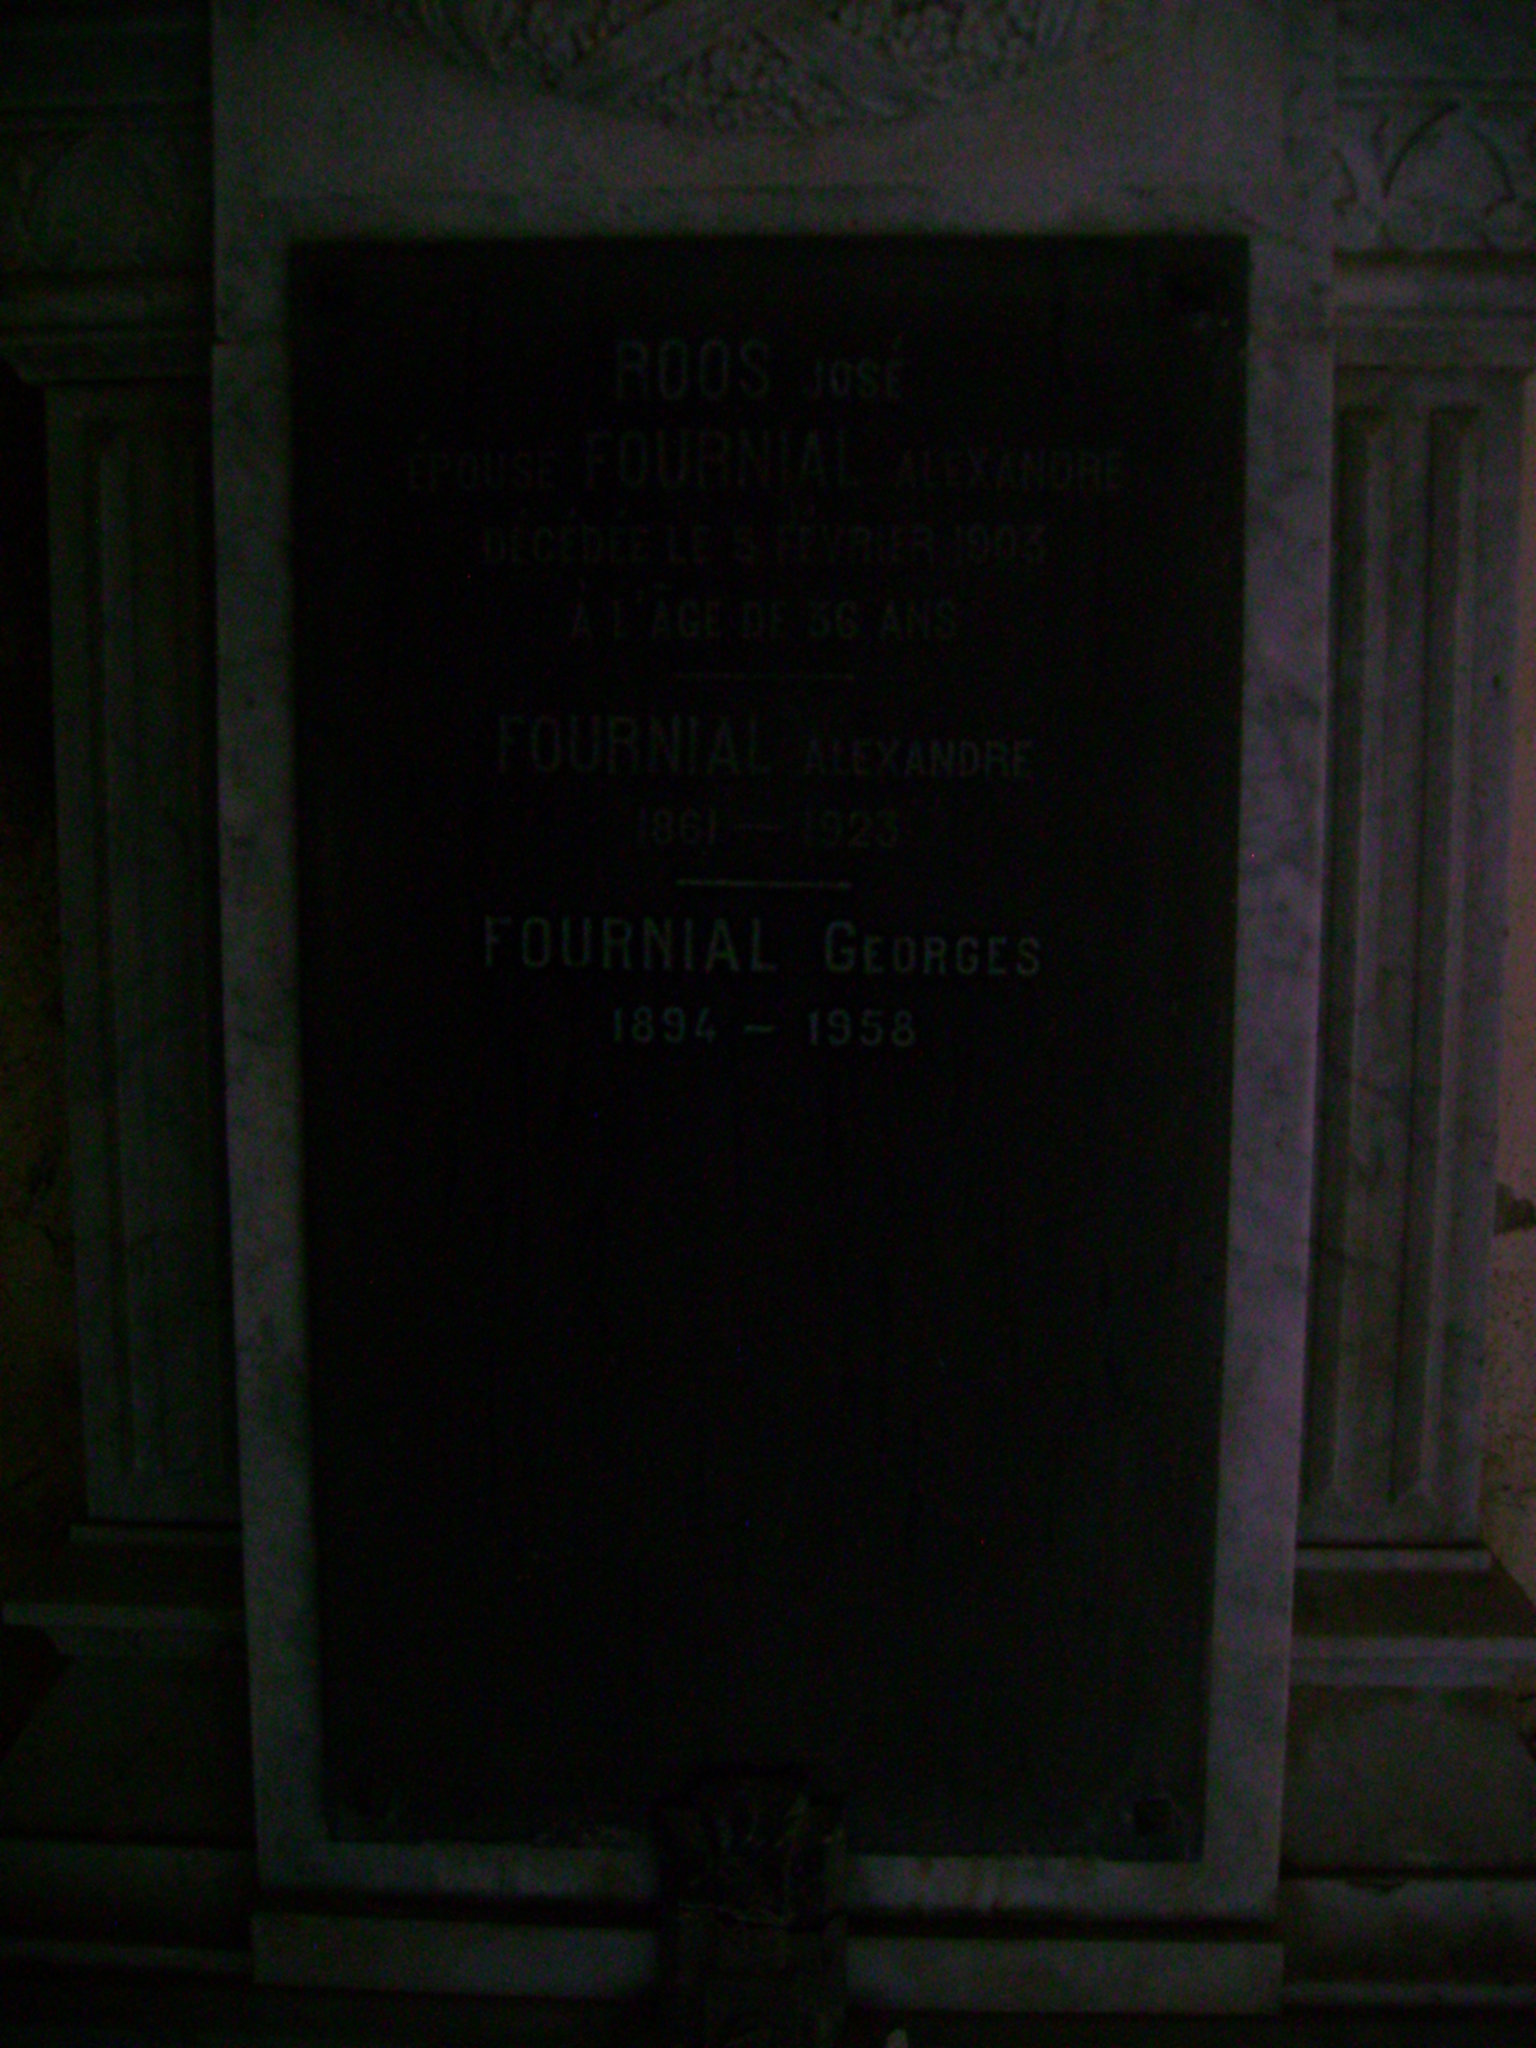 ROOS JOSÉ
ÉPOUSE FOURNIAL ALEXANDRE
DÉCÉDÉE LE 5 FÉVRIER 1903
À L'ÂGE DE 36 ANS
FOURNIAL ALEXANDRE
1861 — 1923
FOURNIAL GEORGES
1894 — 1958